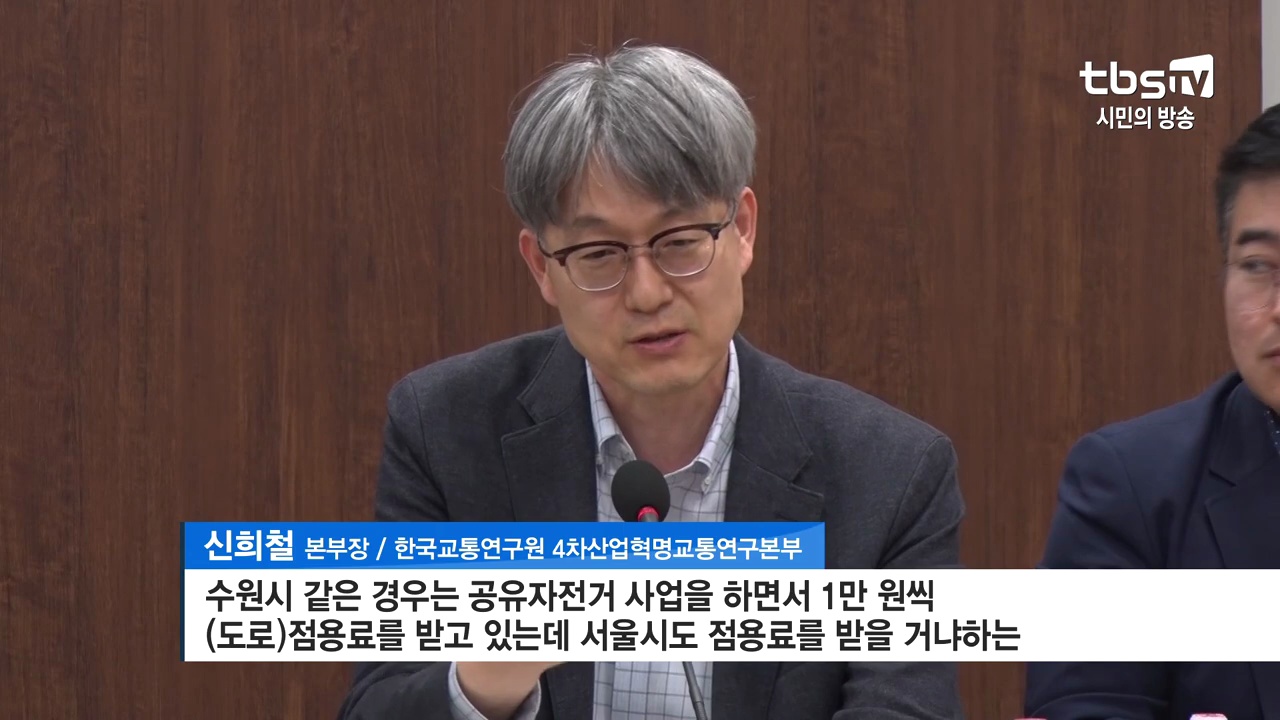 tbsTV
시민의 방송
신희철 본부장 / 한국교통연구원 4차산업혁명교통연구본부
수원시 같은 경우는 공유자전거 사업을 하면서 1만 원씩
(도로)점용료를 받고 있는데 서울시도 점용료를 받을 거냐하는